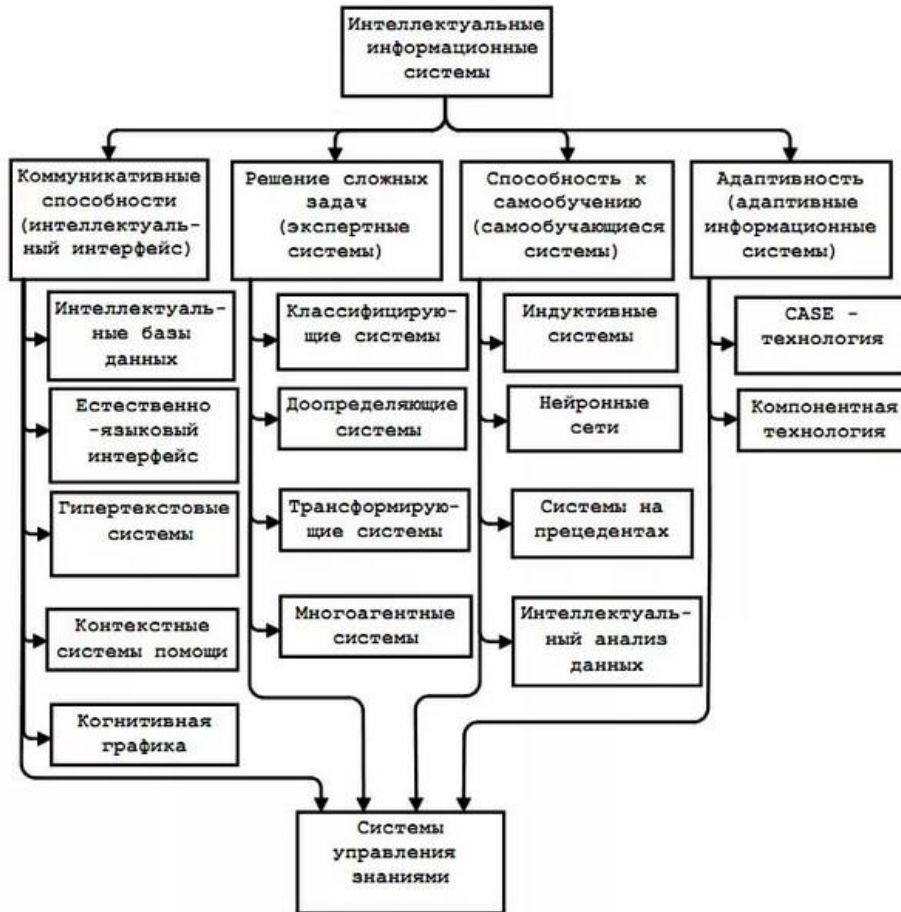 Интеллектуальные
информационные
системы
Коммуникативные
способности
(интеллектуаль-
ный интерфейс)
Решение сложных
задач
(экспертные
системы)
Способность к
самообучению
(самообучающиеся
системы)
Адаптивность
(адаптивные
информационные
системы)
Интеллектуаль-
ные базы
данных
Естественно
-языковый
интерфейс
Гипертекстовые
системы
Контекстные
системы помощи
Когнитивная
графика
Классифицирую-
щие системы
Доопределяющие
системы
Трансформирую-
щие системы
Многоагентные
системы
Индуктивные
системы
Нейронные
сети
Системы на
прецедентах
Интеллектуаль-
ный анализ
данных
CASE -
технология
Компонентная
технология
Системы
управления
знаниями